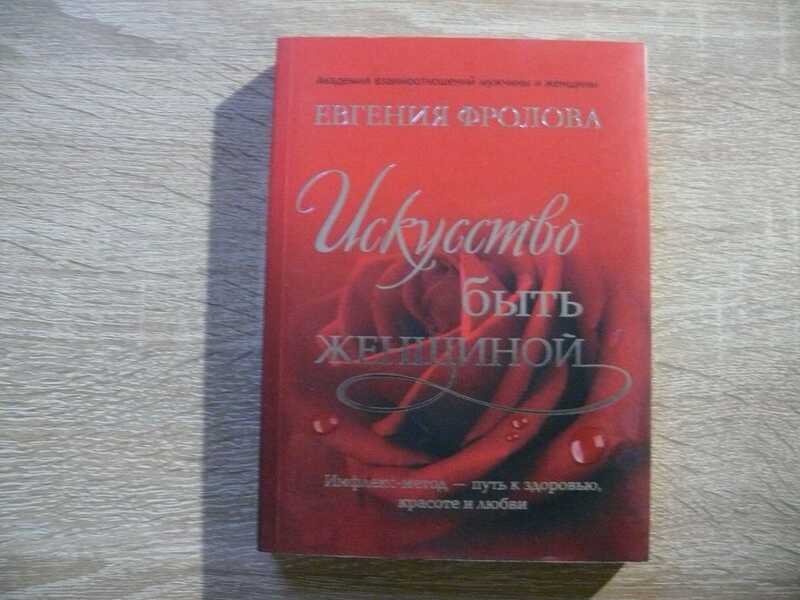 Академия взаимоотношений мужчины и женщины
ЕВГЕНИЯ ФРОЛОВА
Искусство
быть
ЖЕНЩИНОЙ
Имфлекс-метод — путь к здоровью,
красоте и любви